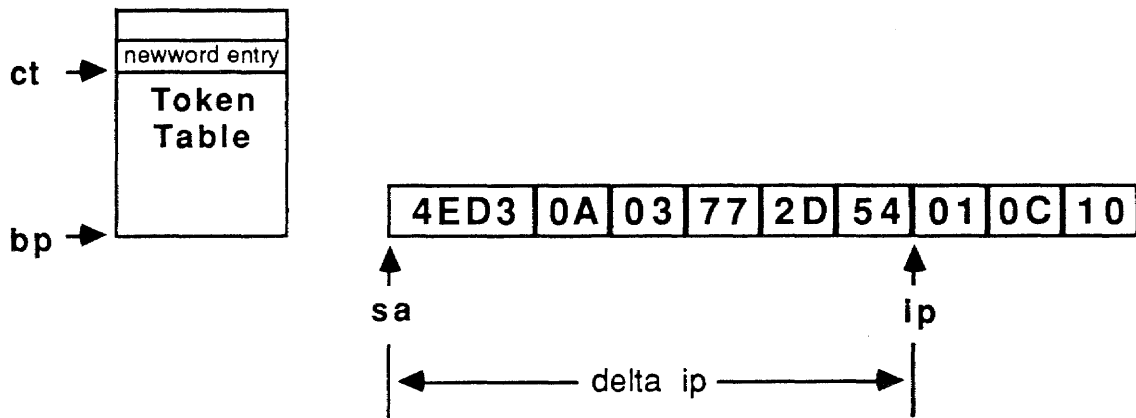 newword entry
ct
Token
Table
bp
4ED3 0A 03 77 2D 54 01 0C 10
sa ip
delta ip